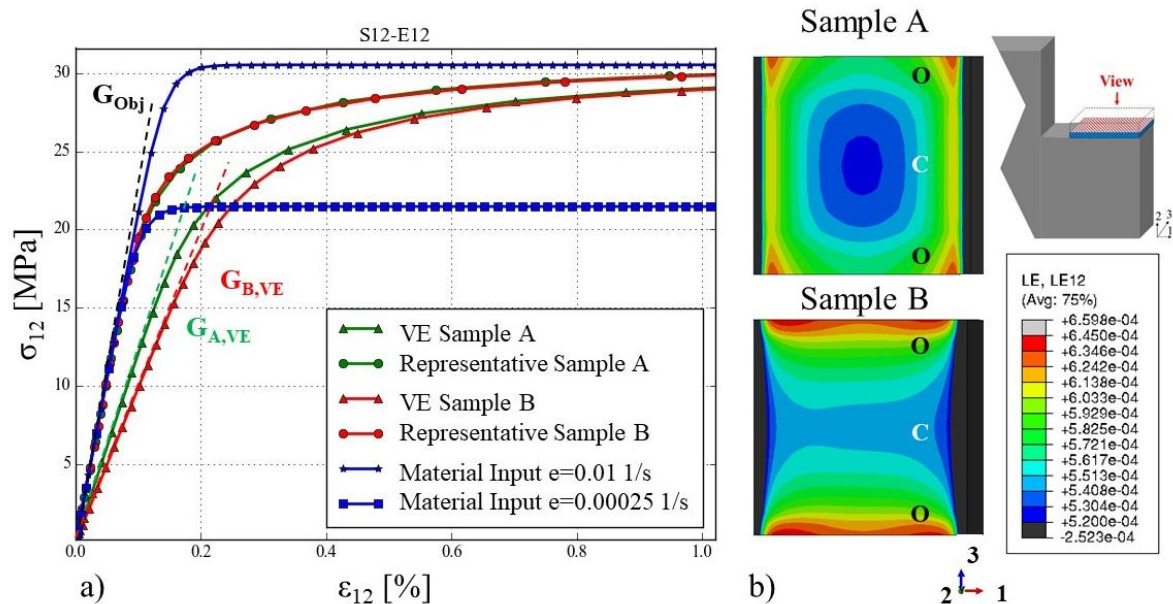 S12-E12
σ12 [MPa]
30
25
20
15
10
5
0.0
0.2
0.4
0.6
0.8
1.0
ε12 [%]
GObj
GA,VE
GB,VE
VE Sample A
Representative Sample A
VE Sample B
Representative Sample B
Material Input e=0.01 1/s
Material Input e=0.00025 1/s
a)
Sample A
O
C
O
Sample B
O
C
O
b)
3
2 1
View
3
2
1
LE, LE12
(Avg: 75%)
+6.598e-04
+6.450e-04
+6.346e-04
+6.242e-04
+6.138e-04
+6.033e-04
+5.929e-04
+5.825e-04
+5.721e-04
+5.617e-04
+5.513e-04
+5.408e-04
+5.304e-04
+5.200e-04
-2.523e-04